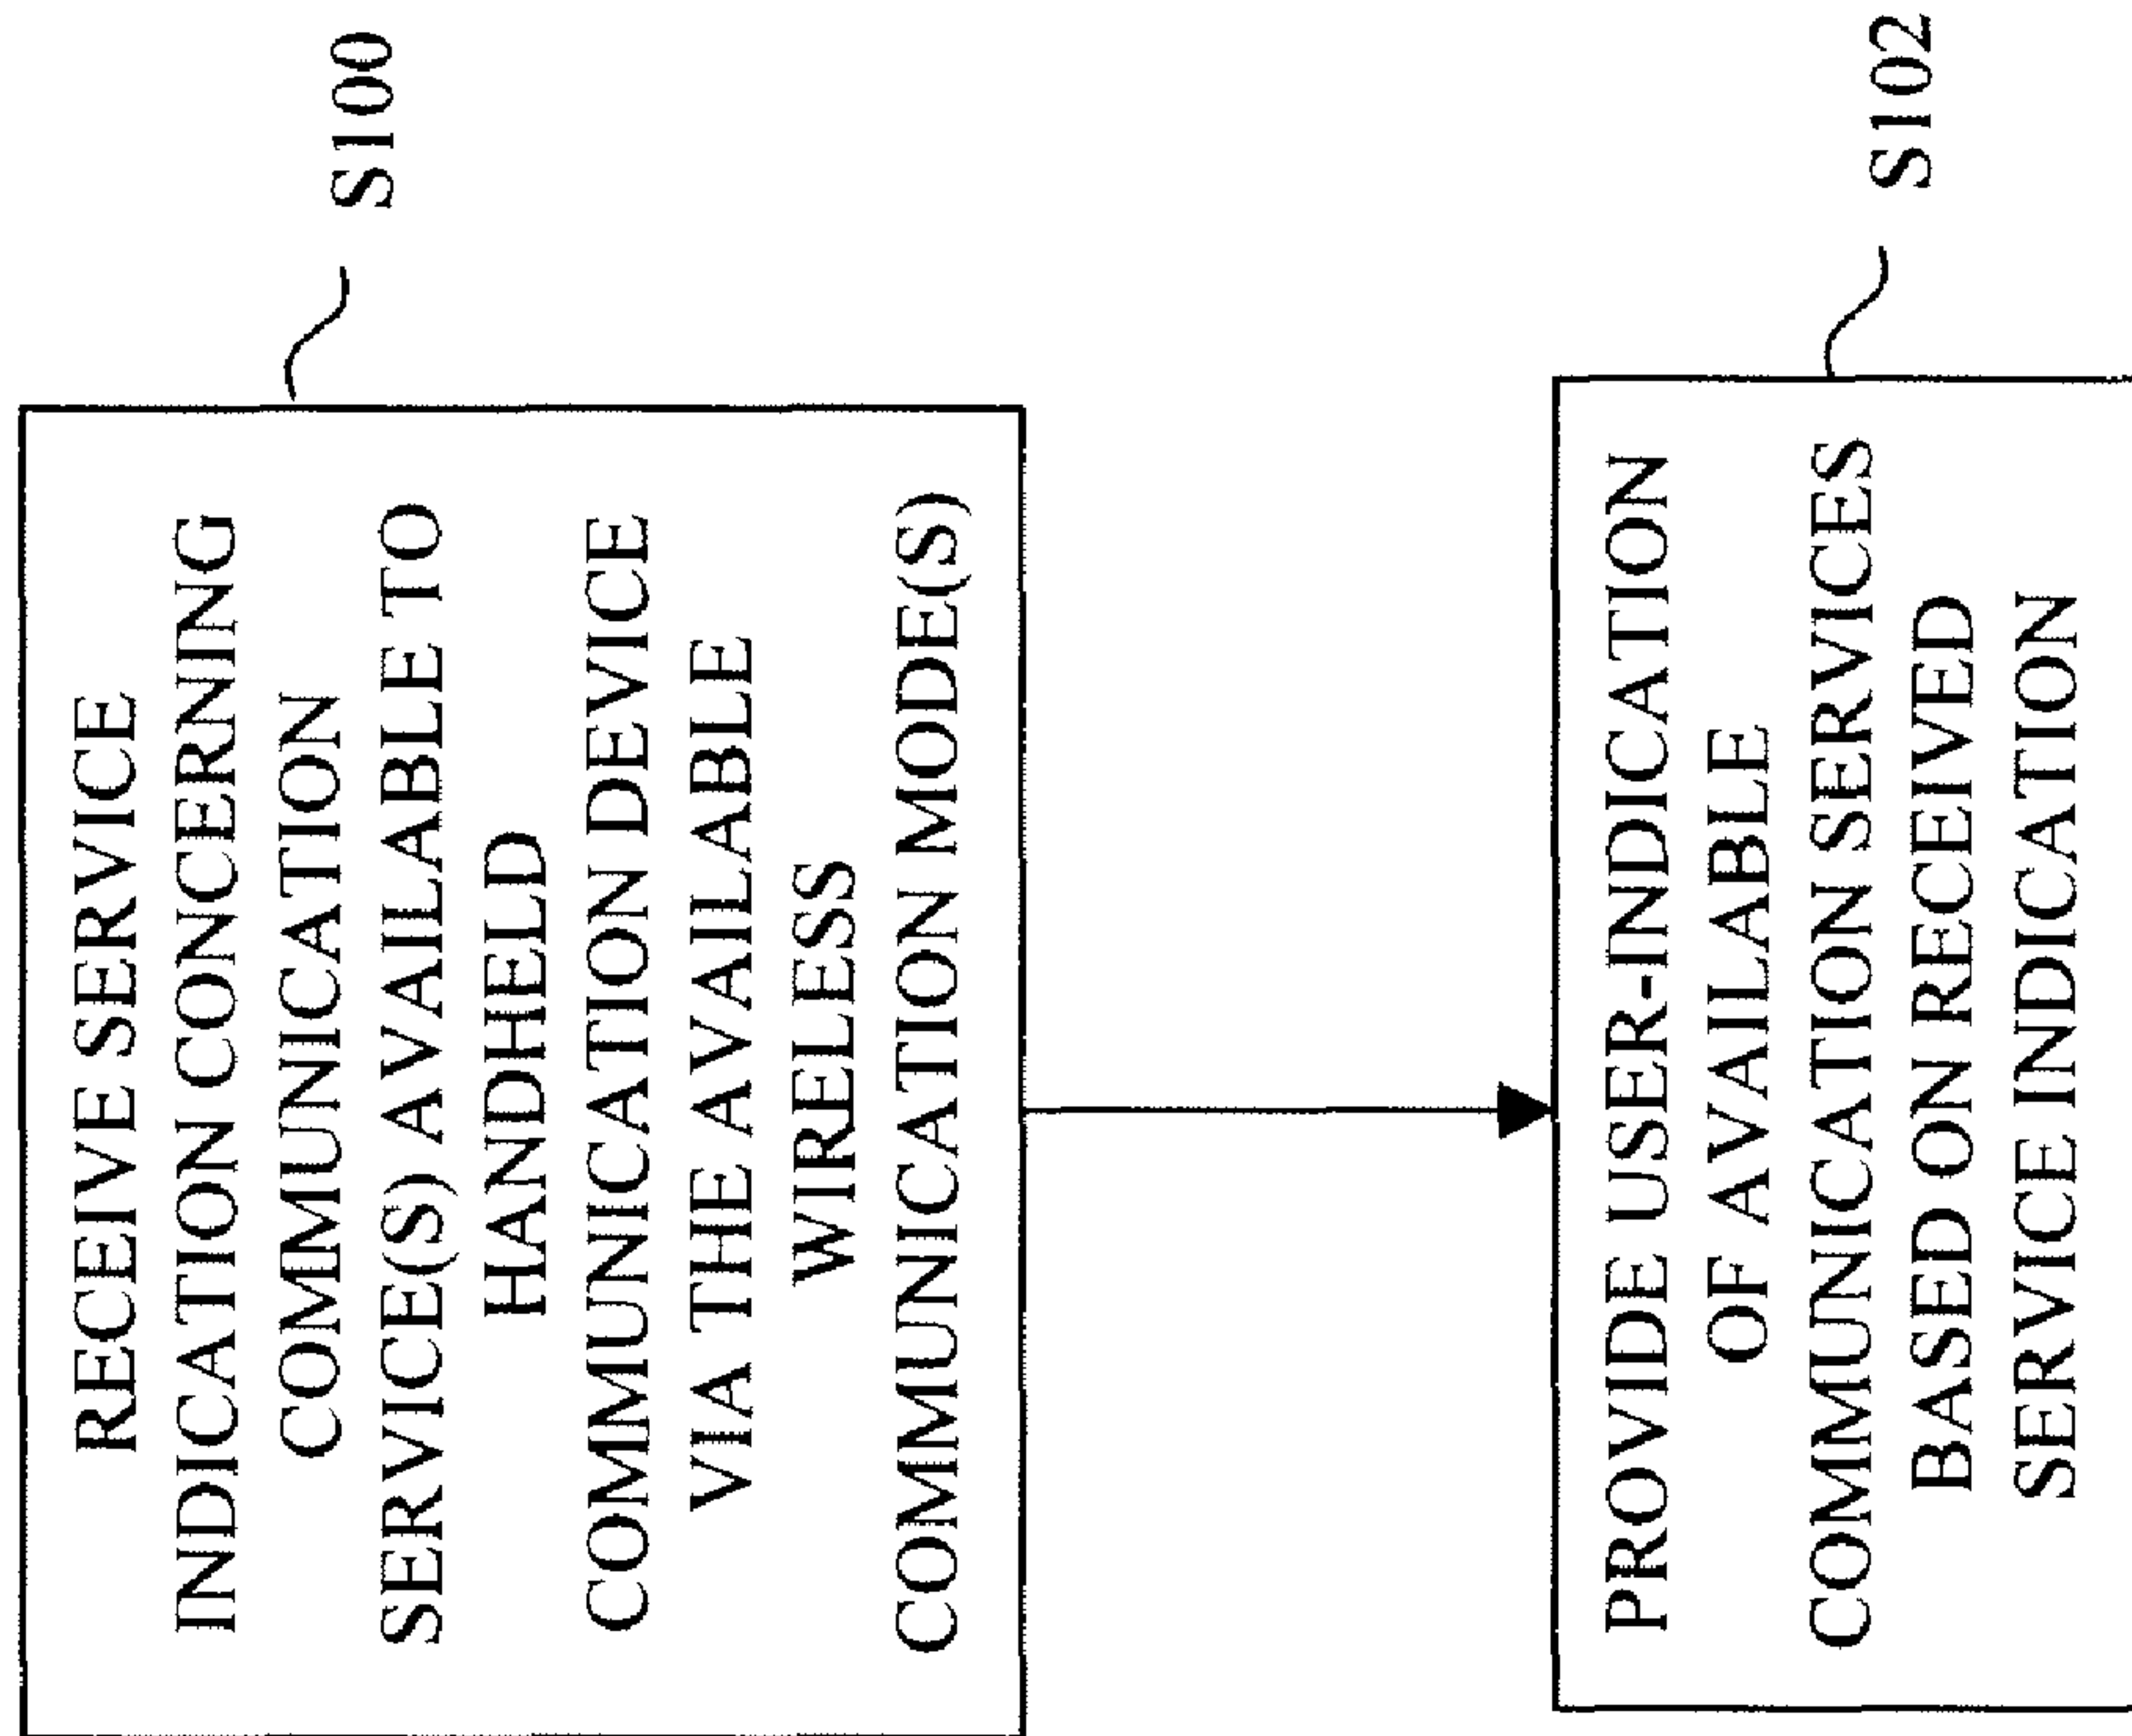 RECEIVE SERVICE
INDICATION CONCERNING
COMMUNICATION
SERVICE(S) AVAILABLE TO
HANDHELD
COMMUNICATION DEVICE
VIA THE AVAILABLE
WIRELESS
COMMUNICATION MODE(S)
S100
PROVIDE USER-INDICATION
OF AVAILABLE
COMMUNICATION SERVICES
BASED ON RECEIVED
SERVICE INDICATION
S102